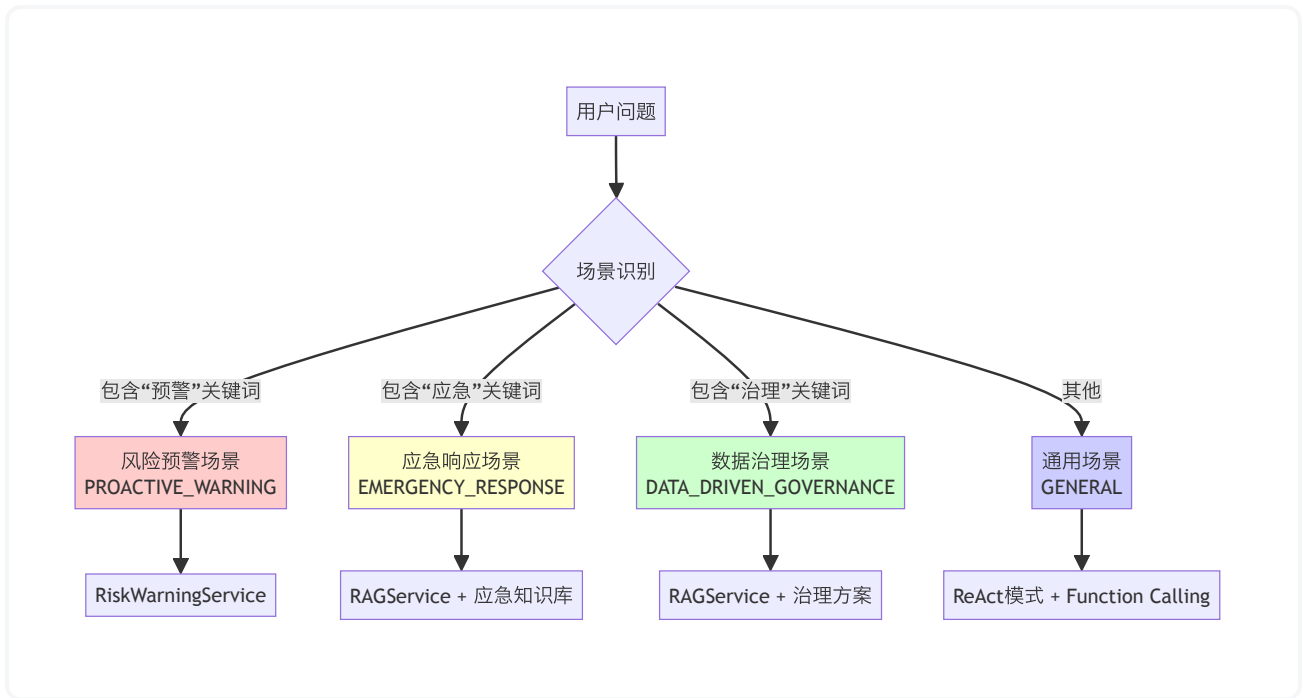 用户问题
场景识别
包含“预警”关键词
包含“应急”关键词
包含“治理”关键词
其他
风险预警场景
PROACTIVE_WARNING
应急响应场景
EMERGENCY_RESPONSE
数据治理场景
DATA_DRIVEN_GOVERNANCE
通用场景
GENERAL
RiskWarningService
RAGService + 应急知识库
RAGService + 治理方案
ReAct模式 + Function Calling